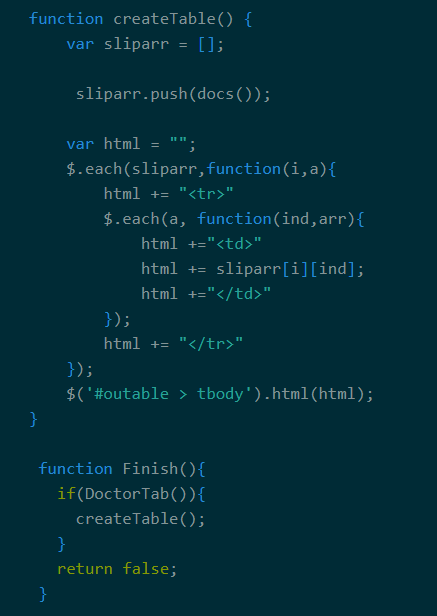 function createTable() {
var sliparr = [];
sliparr.push(docs());
var html = "";
$.each(sliparr,function(i,a){
html += "<tr>"
$.each(a, function(ind,arr){
html +="<td>"
html += sliparr[i][ind];
html +="</td>"
});
html += "</tr>"
});
$('#outable > tbody').html(html);
}
function Finish(){
if(DoctorTab()){
createTable();
}
return false;
}